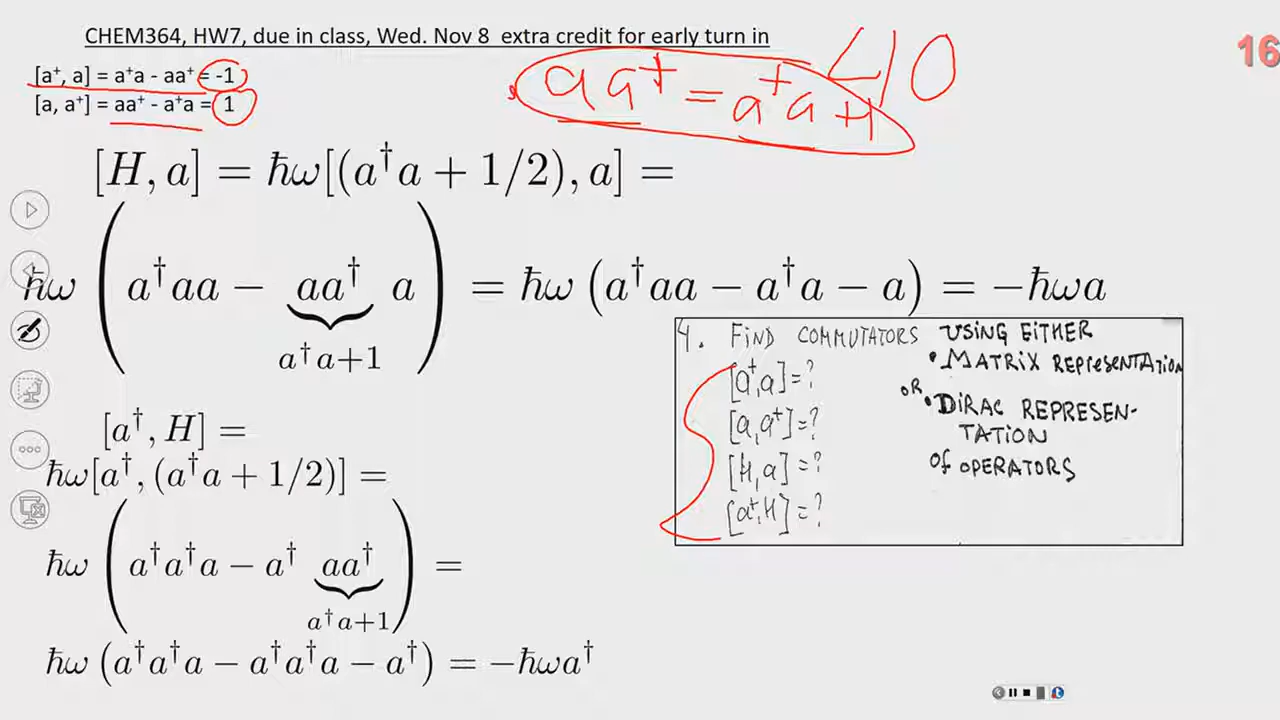 CHEM364, HW7, due in class, Wed. Nov 8 extra credit for early turn in
16
[a⁺, a] = a⁺a - aa⁺ = -1
[a, a⁺] = aa⁺ - a⁺a = 1
aa† = a†a +1
[H, a] = ħω[(a†a + 1/2), a] =
ħω (a†aa − aa† a) = ħω (a†aa − a†a − a) = −ħωa
a†a+1
[a†, H] =
ħω[a†, (a†a + 1/2)] =
ħω (a†a†a − a† aa†) =
a†a+1
ħω (a†a†a − a†a†a − a†) = −ħωa†
4. FIND COMMUTATORS USING EITHER
• MATRIX REPRESENTATION
[a⁺,a] = ?
OR
• DIRAC REPRESEN-
[a,a⁺] = ?
TATION
[H,a] = ?
OF OPERATORS
[a⁺,H] = ?